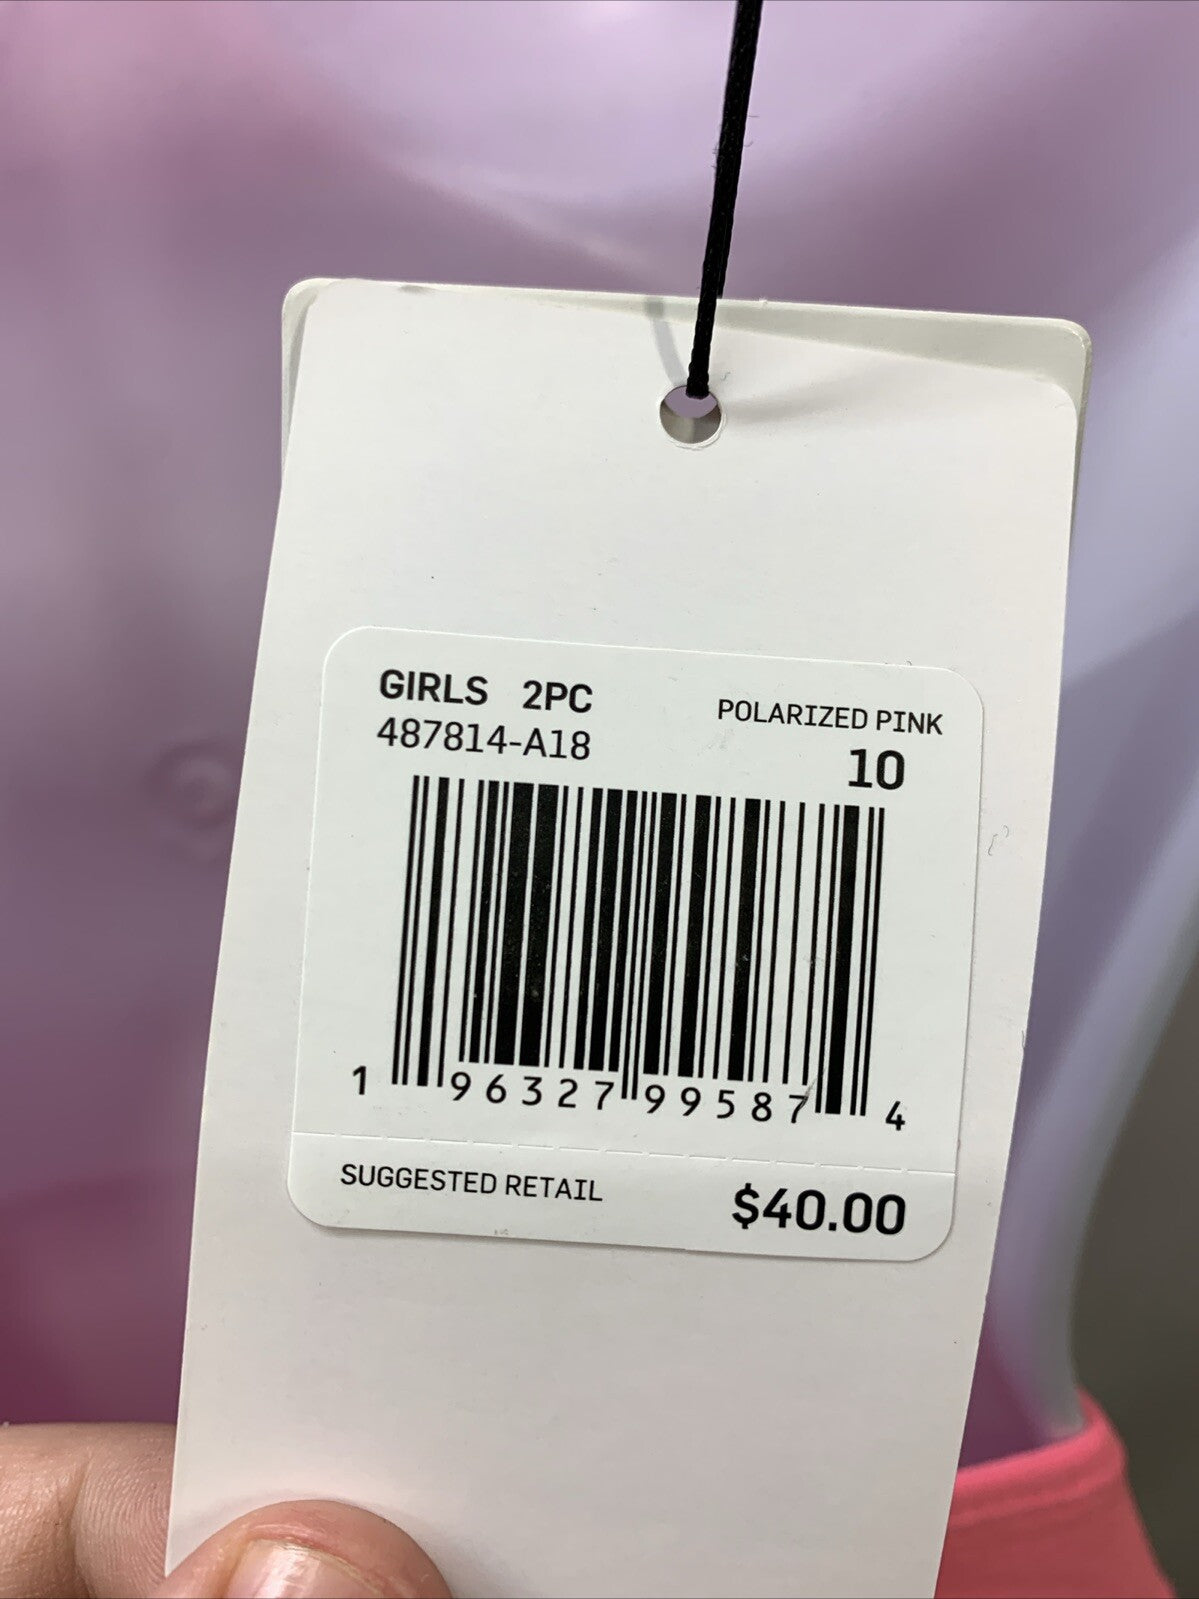 GIRLS 2PC
487814-A18
POLARIZED PINK
10
1 96327 99587 4
SUGGESTED RETAIL $40.00